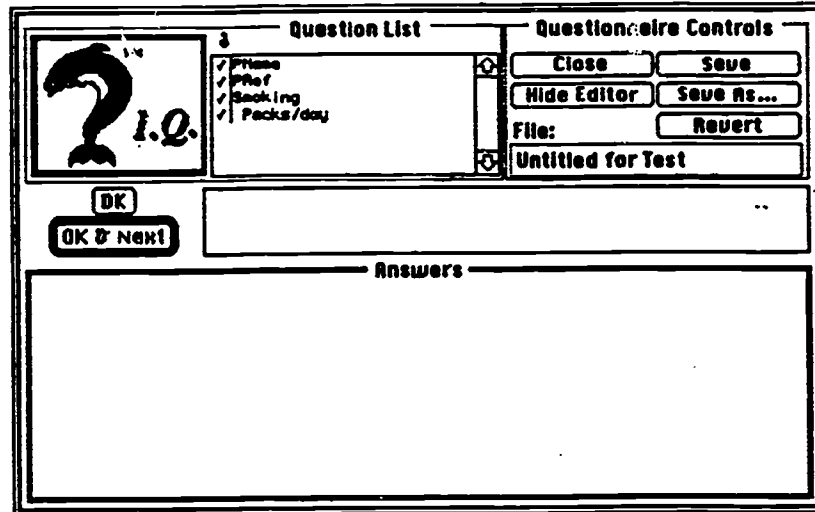 I.Q.
Question List
✓ PName
✓ PRef
✓ Smoking
✓ Packs/day
Questionnaire Controls
Close
Save
Hide Editor
Save As...
File:
Revert
Untitled for Test
OK
OK & Next
Answers